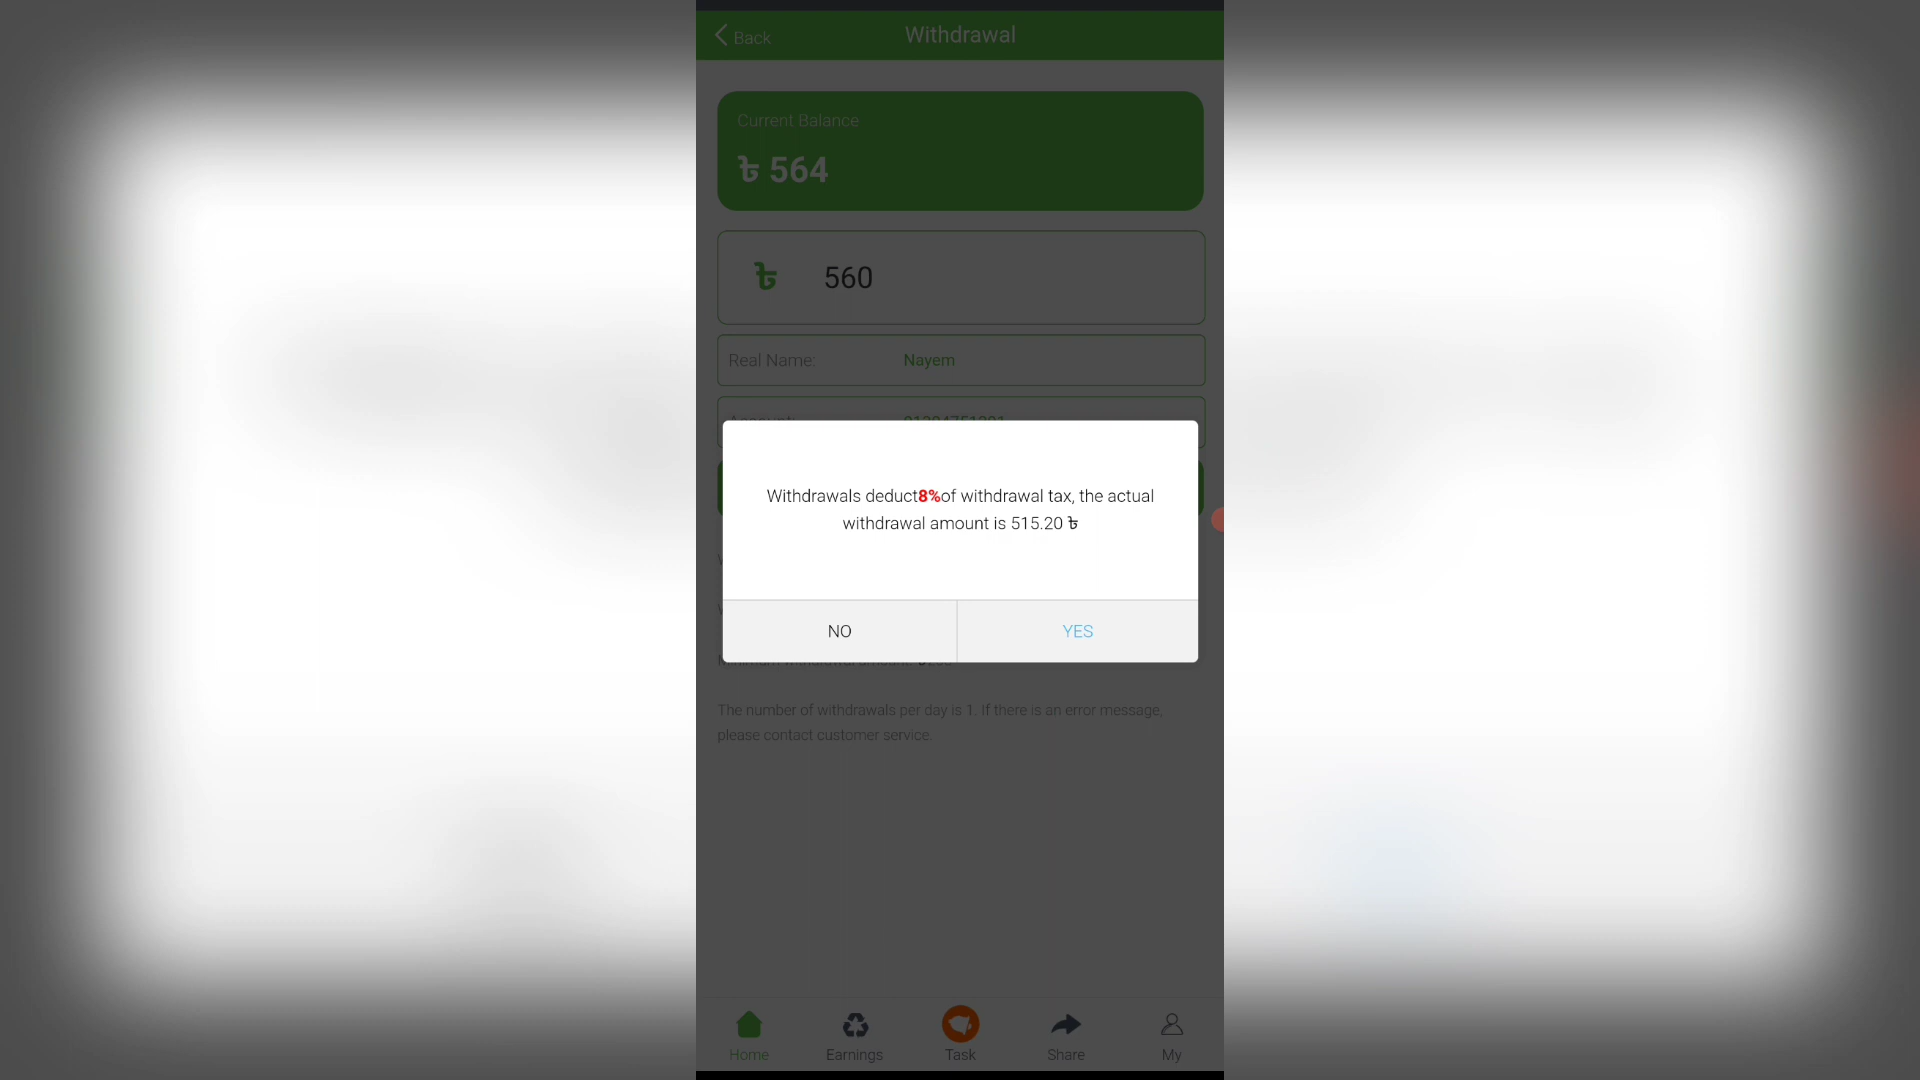 Back
Withdrawal
Current Balance
৳ 564
৳ 560
Real Name: Nayem
Withdrawals deduct8%of withdrawal tax, the actual
withdrawal amount is 515.20 ৳
NO
YES
The number of withdrawals per day is 1. If there is an error message,
please contact customer service.
Home
Earnings
Task
Share
My